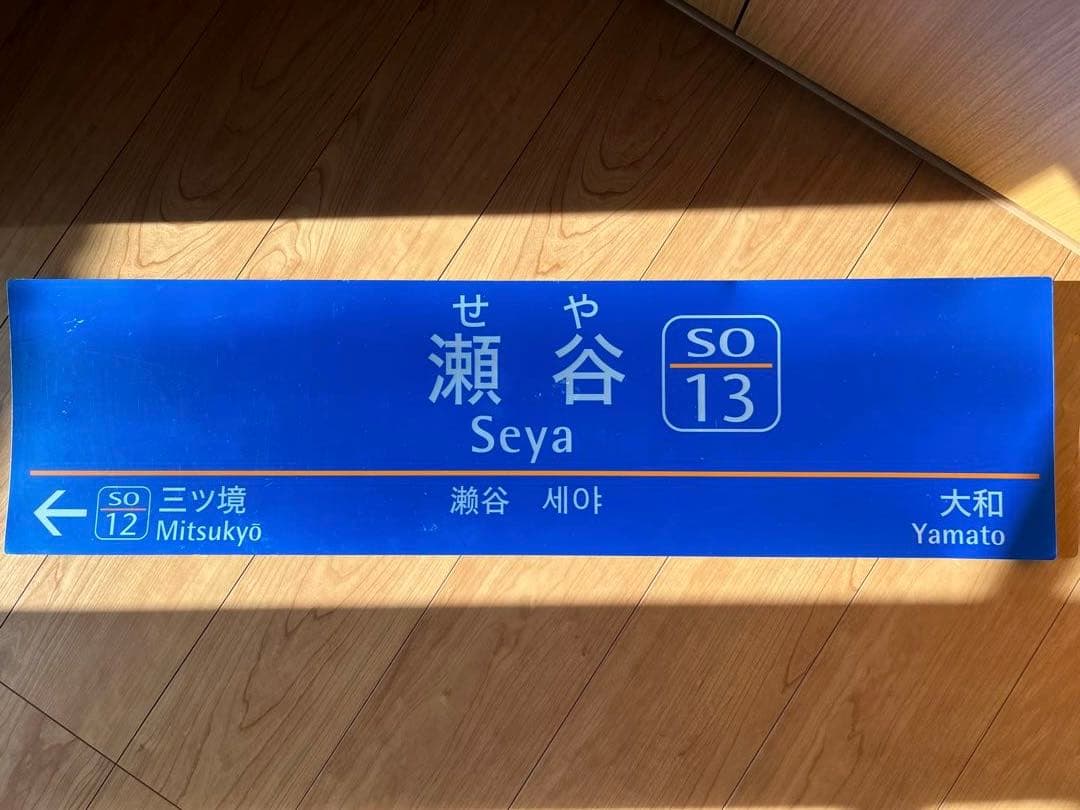 せ や
瀬 谷
Seya
SO
13
← SO
12
三ツ境
Mitsukyō
瀬谷 세야
大和
Yamato